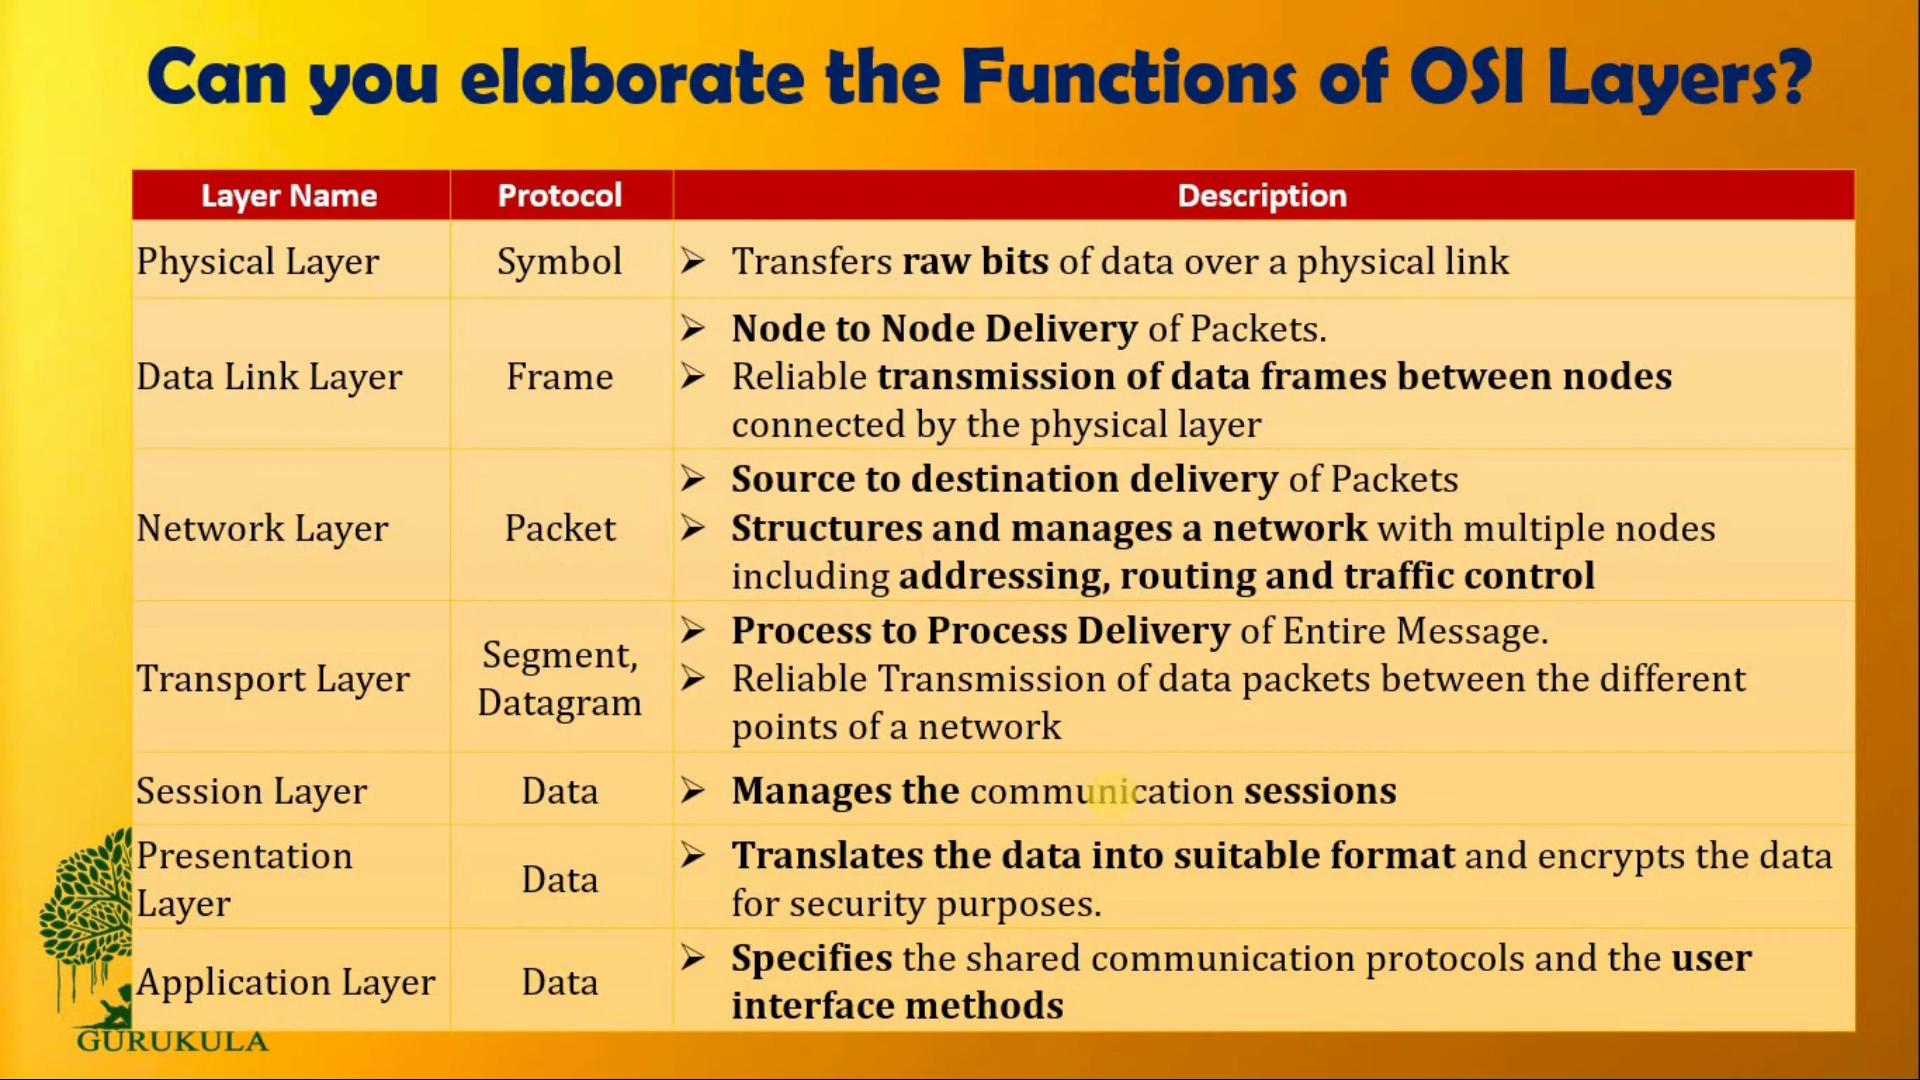 Can you elaborate the Functions of OSI Layers?
Layer Name Protocol Description
Physical Layer Symbol ➢ Transfers raw bits of data over a physical link
Data Link Layer Frame ➢ Node to Node Delivery of Packets.
➢ Reliable transmission of data frames between nodes
connected by the physical layer
Network Layer Packet ➢ Source to destination delivery of Packets
➢ Structures and manages a network with multiple nodes
including addressing, routing and traffic control
Transport Layer Segment,
Datagram ➢ Process to Process Delivery of Entire Message.
➢ Reliable Transmission of data packets between the different
points of a network
Session Layer Data ➢ Manages the communication sessions
Presentation
Layer Data ➢ Translates the data into suitable format and encrypts the data
for security purposes.
Application Layer Data ➢ Specifies the shared communication protocols and the user
interface methods
GURUKULA